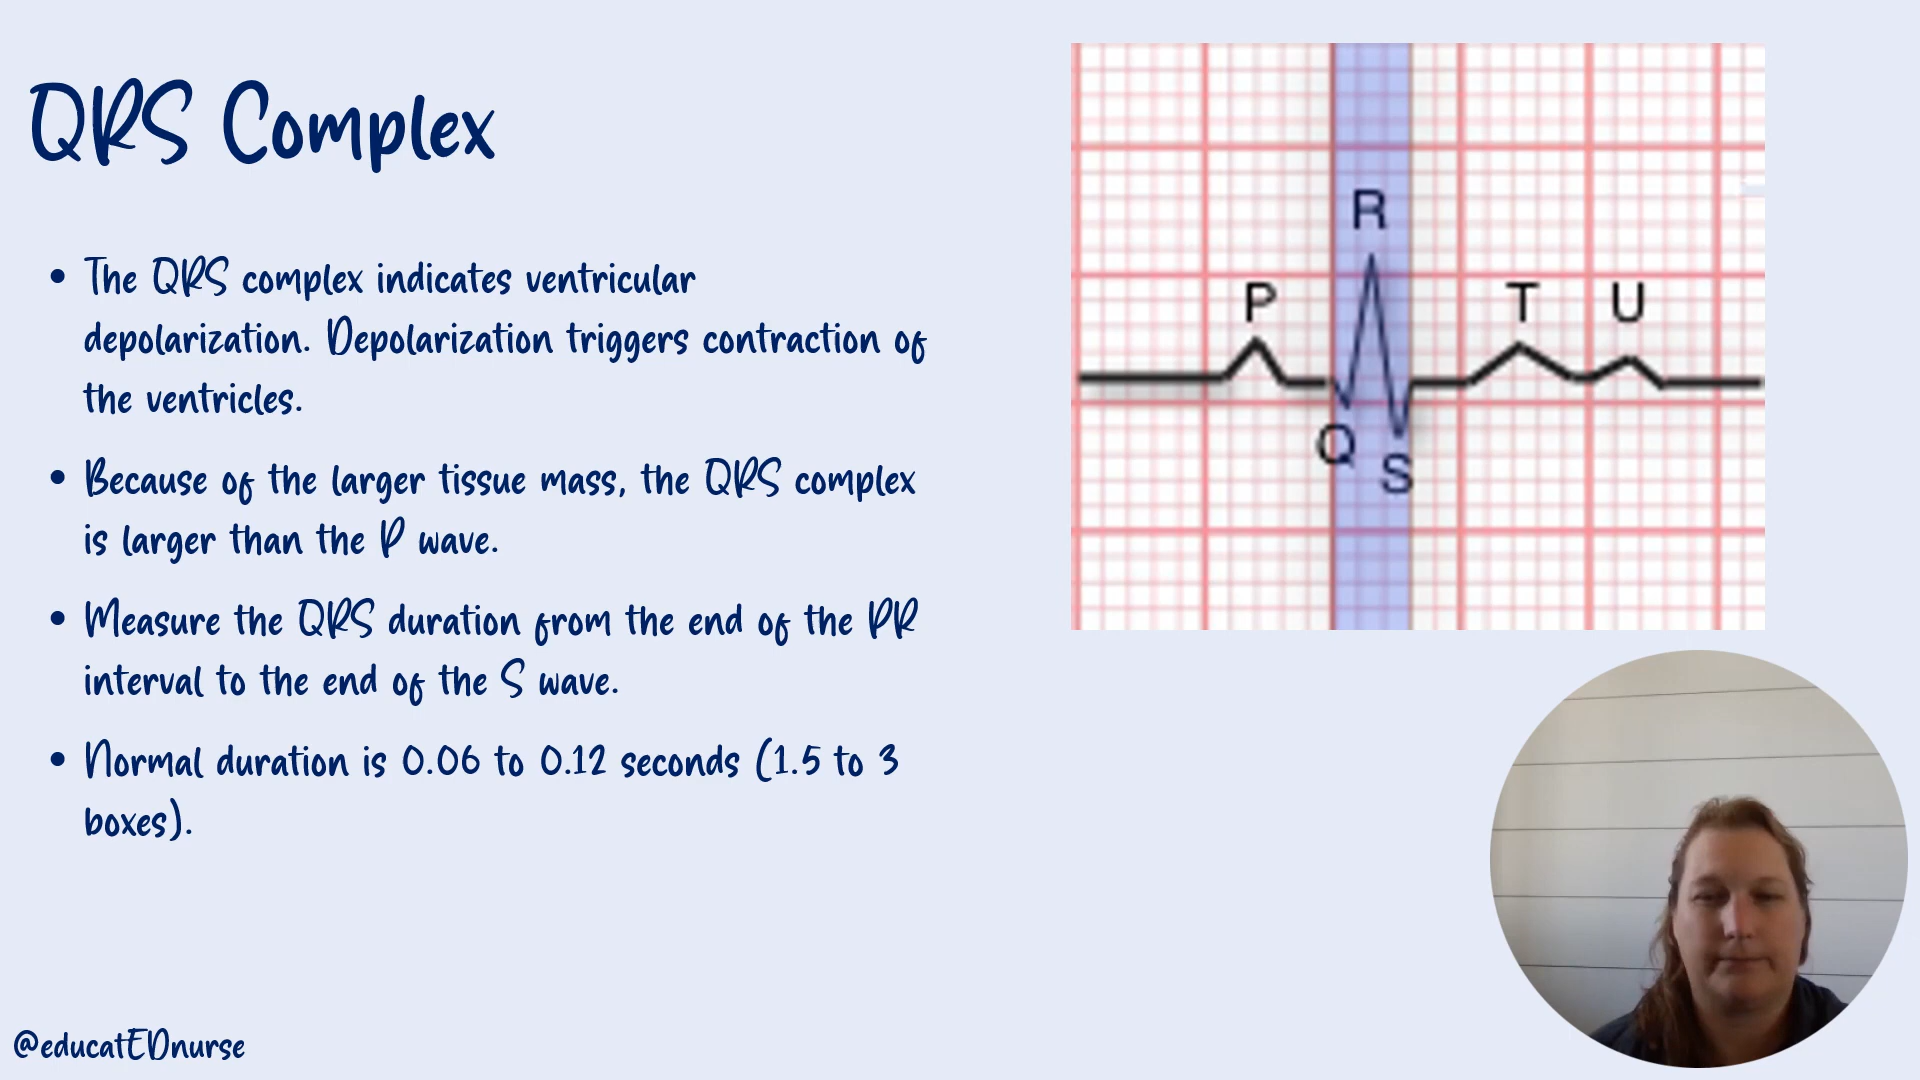 QRS Complex
The QRS complex indicates ventricular
depolarization. Depolarization triggers contraction of
the ventricles.
Because of the larger tissue mass, the QRS complex
is larger than the P wave.
Measure the QRS duration from the end of the PR
interval to the end of the S wave.
Normal duration is 0.06 to 0.12 seconds (1.5 to 3
boxes).
R
P
T U
Q
S
@educatEDnurse